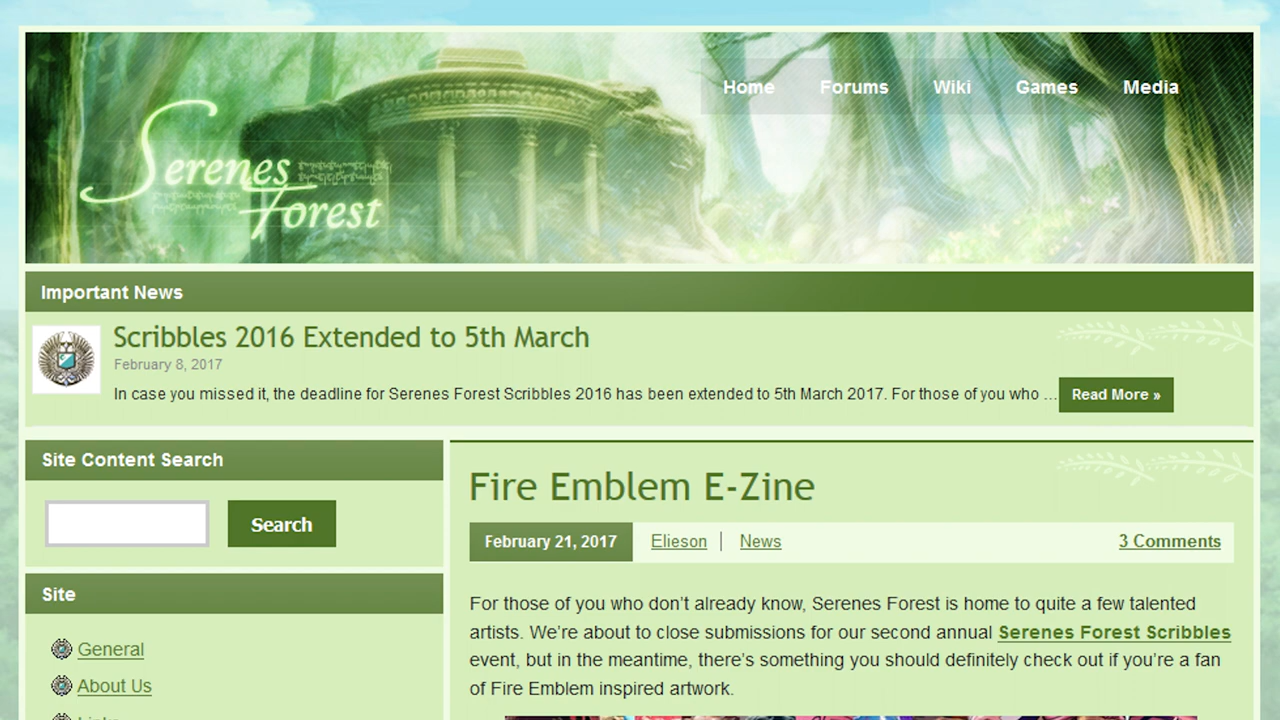 Serenes
Forest
Home
Forums
Wiki
Games
Media
Important News
Scribbles 2016 Extended to 5th March
February 8, 2017
In case you missed it, the deadline for Serenes Forest Scribbles 2016 has been extended to 5th March 2017. For those of you who ...
Read More »
Site Content Search
Search
Site
General
About Us
Fire Emblem E-Zine
February 21, 2017
Elieson
News
3 Comments
For those of you who don’t already know, Serenes Forest is home to quite a few talented
artists. We’re about to close submissions for our second annual Serenes Forest Scribbles
event, but in the meantime, there’s something you should definitely check out if you’re a fan
of Fire Emblem inspired artwork.